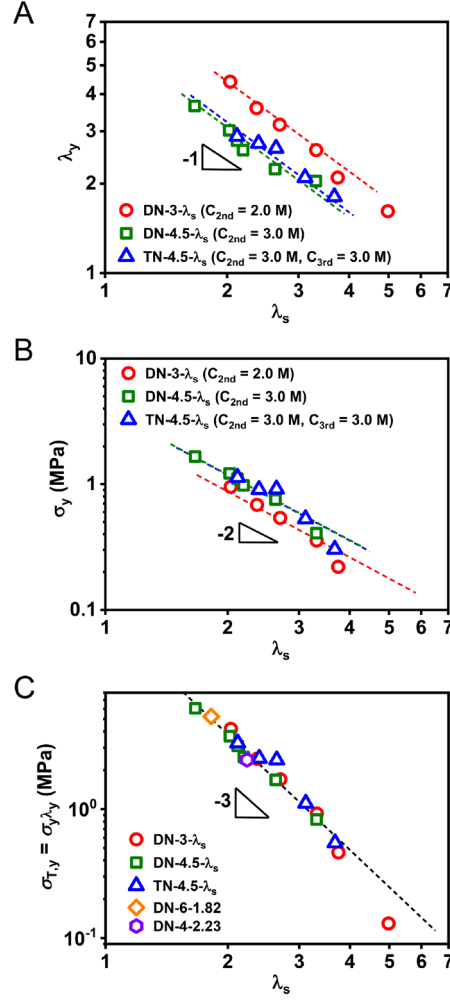 A
7
6
5
4
3
2
1
λy
-1
DN-3-λs (C2nd = 2.0 M)
DN-4.5-λs (C2nd = 3.0 M)
TN-4.5-λs (C2nd = 3.0 M, C3rd = 3.0 M)
1 2 3 4 5 6 7
λs
B
10
1
0.1
σy (MPa)
DN-3-λs (C2nd = 2.0 M)
DN-4.5-λs (C2nd = 3.0 M)
TN-4.5-λs (C2nd = 3.0 M, C3rd = 3.0 M)
-2
1 2 3 4 5 6 7
λs
C
10⁰
10⁻¹
σT,y = σyλy (MPa)
-3
DN-3-λs
DN-4.5-λs
TN-4.5-λs
DN-6-1.82
DN-4-2.23
1 2 3 4 5 6 7
λs